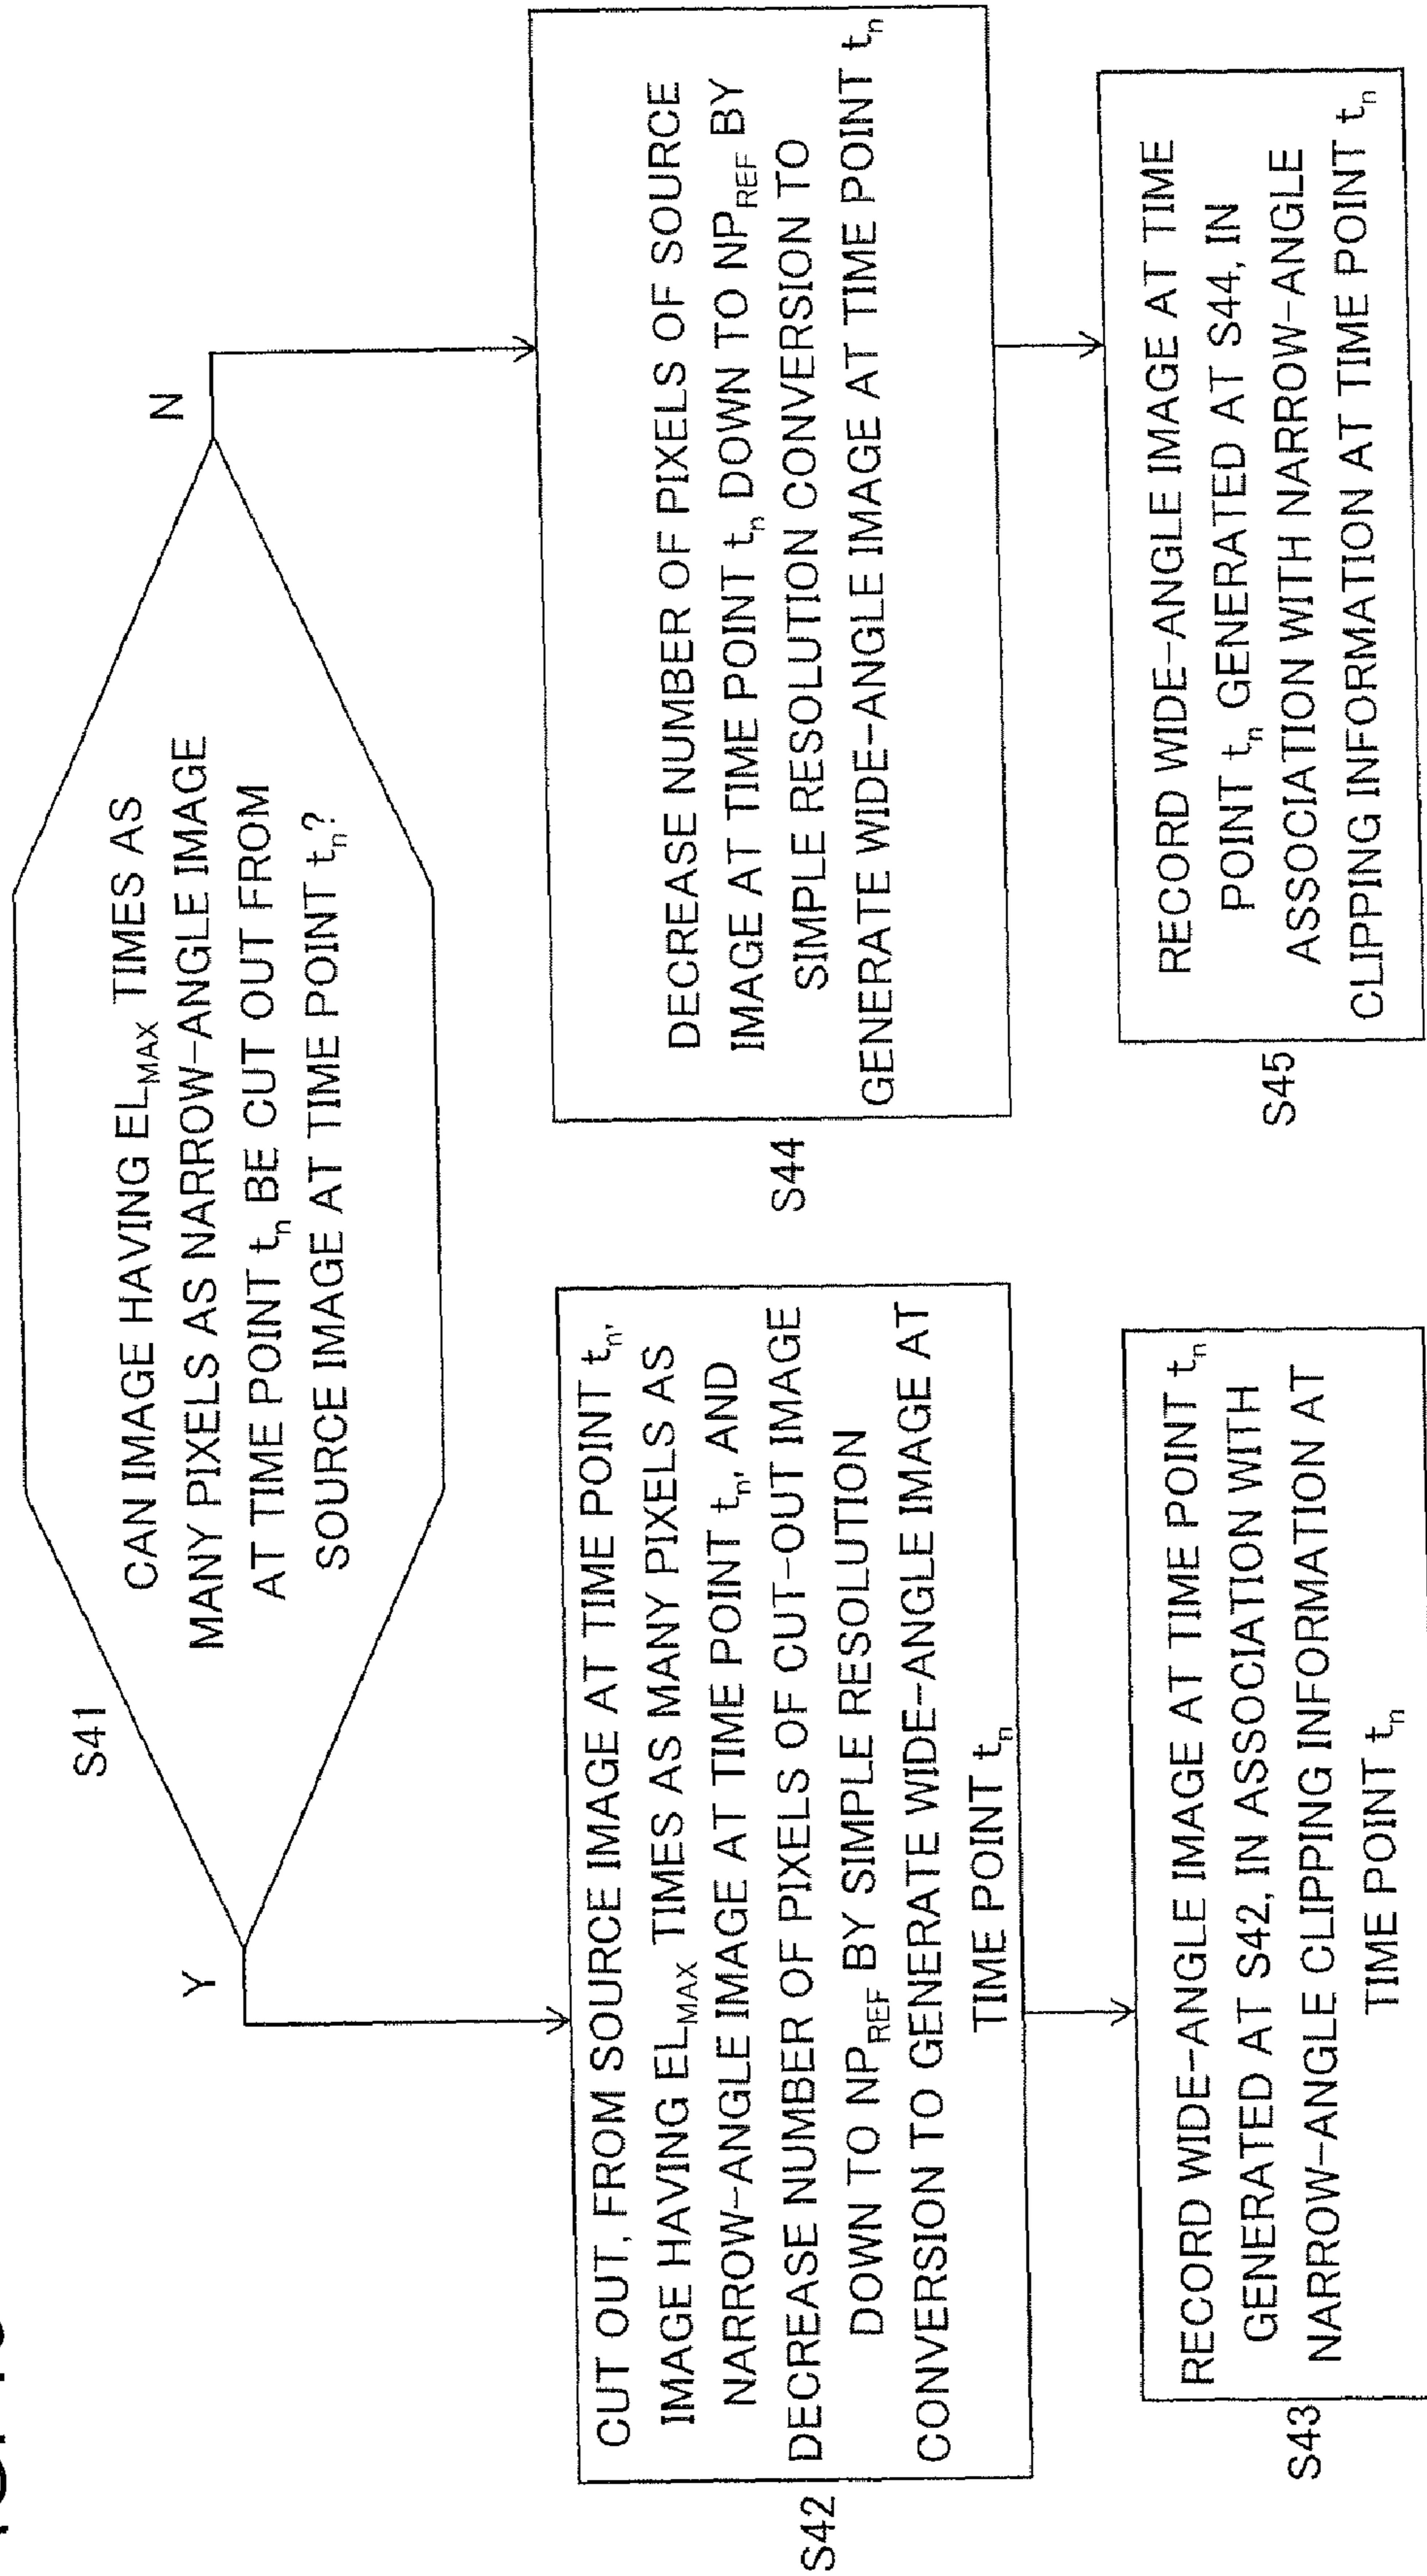 S41
CAN IMAGE HAVING EL_MAX TIMES AS
MANY PIXELS AS NARROW-ANGLE IMAGE
AT TIME POINT t_n BE CUT OUT FROM
SOURCE IMAGE AT TIME POINT t_n?
Y
N
CUT OUT, FROM SOURCE IMAGE AT TIME POINT t_n,
IMAGE HAVING EL_MAX TIMES AS MANY PIXELS AS
NARROW-ANGLE IMAGE AT TIME POINT t_n, AND
DECREASE NUMBER OF PIXELS OF CUT-OUT IMAGE
DOWN TO NP_REF BY SIMPLE RESOLUTION
CONVERSION TO GENERATE WIDE-ANGLE IMAGE AT
TIME POINT t_n
S42
RECORD WIDE-ANGLE IMAGE AT TIME POINT t_n
GENERATED AT S42, IN ASSOCIATION WITH
NARROW-ANGLE CLIPPING INFORMATION AT
TIME POINT t_n
S43
DECREASE NUMBER OF PIXELS OF SOURCE
IMAGE AT TIME POINT t_n DOWN TO NP_REF BY
SIMPLE RESOLUTION CONVERSION TO
GENERATE WIDE-ANGLE IMAGE AT TIME POINT t_n
S44
RECORD WIDE-ANGLE IMAGE AT TIME
POINT t_n GENERATED AT S44, IN
ASSOCIATION WITH NARROW-ANGLE
CLIPPING INFORMATION AT TIME POINT t_n
S45